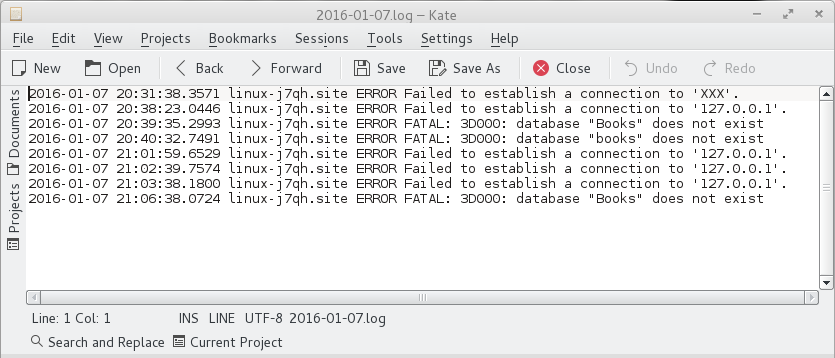 2016-01-07.log – Kate
File Edit View Projects Bookmarks Sessions Tools Settings Help
New Open Back Forward Save Save As Close Undo Redo
Documents
Projects
2016-01-07 20:31:38.3571 linux-j7qh.site ERROR Failed to establish a connection to 'XXX'.
2016-01-07 20:38:23.0446 linux-j7qh.site ERROR Failed to establish a connection to '127.0.0.1'.
2016-01-07 20:39:35.2993 linux-j7qh.site ERROR FATAL: 3D000: database "Books" does not exist
2016-01-07 20:40:32.7491 linux-j7qh.site ERROR FATAL: 3D000: database "books" does not exist
2016-01-07 21:01:59.6529 linux-j7qh.site ERROR Failed to establish a connection to '127.0.0.1'.
2016-01-07 21:02:39.7574 linux-j7qh.site ERROR Failed to establish a connection to '127.0.0.1'.
2016-01-07 21:03:38.1800 linux-j7qh.site ERROR Failed to establish a connection to '127.0.0.1'.
2016-01-07 21:06:38.0724 linux-j7qh.site ERROR FATAL: 3D000: database "Books" does not exist
Line: 1 Col: 1 INS LINE UTF-8 2016-01-07.log
Search and Replace Current Project